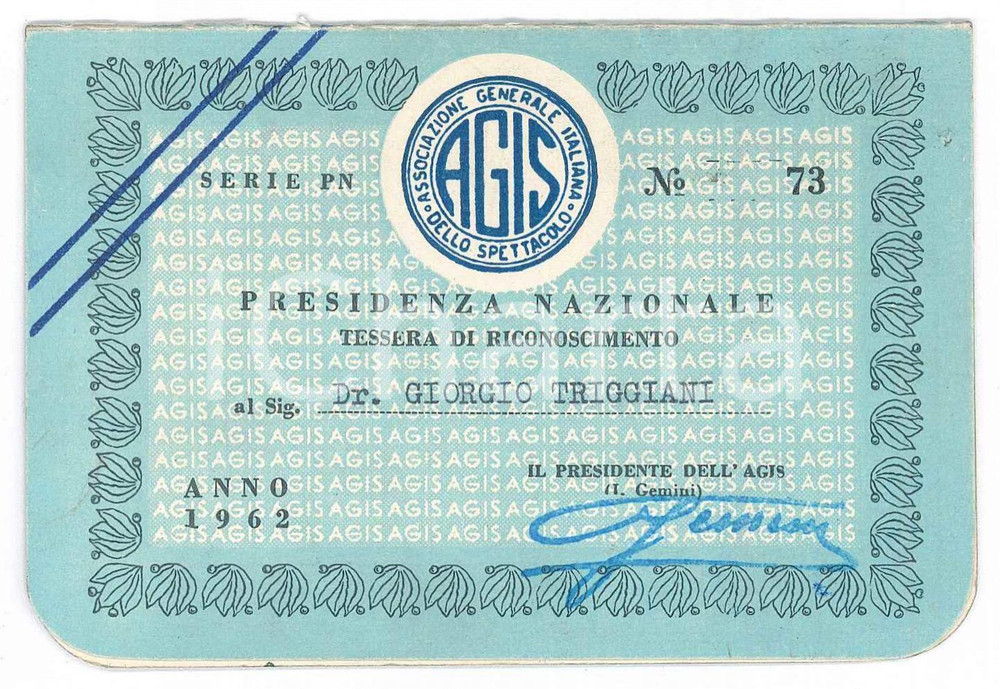 ASSOCIAZIONE GENERALE ITALIANA
DELLO SPETTACOLO
AGIS
SERIE PN
No 73
PRESIDENZA NAZIONALE
TESSERA DI RICONOSCIMENTO
al Sig. Dr. GIORGIO TRIGGIANI
IL PRESIDENTE DELL'AGIS
(I. Gemini)
Gemini
ANNO
1962